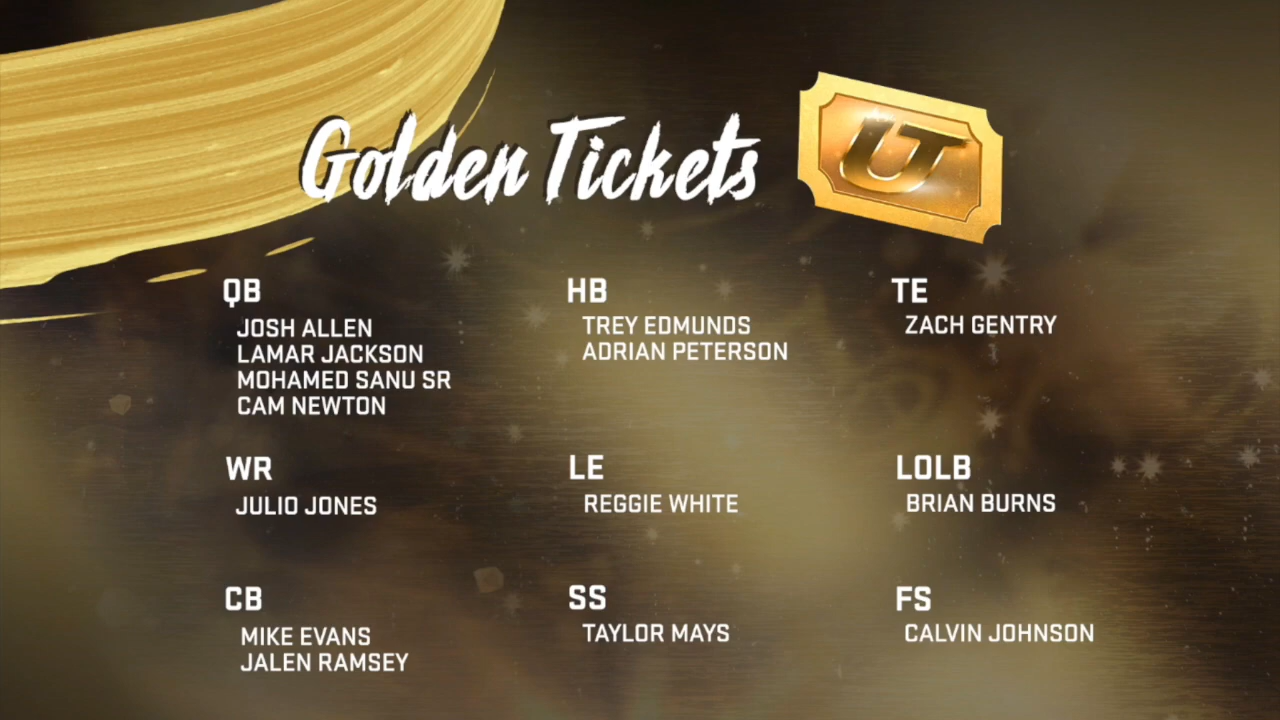 Golden Tickets
UT
QB
JOSH ALLEN
LAMAR JACKSON
MOHAMED SANU SR
CAM NEWTON
HB
TREY EDMUNDS
ADRIAN PETERSON
TE
ZACH GENTRY
WR
JULIO JONES
LE
REGGIE WHITE
LOLB
BRIAN BURNS
CB
MIKE EVANS
JALEN RAMSEY
SS
TAYLOR MAYS
FS
CALVIN JOHNSON